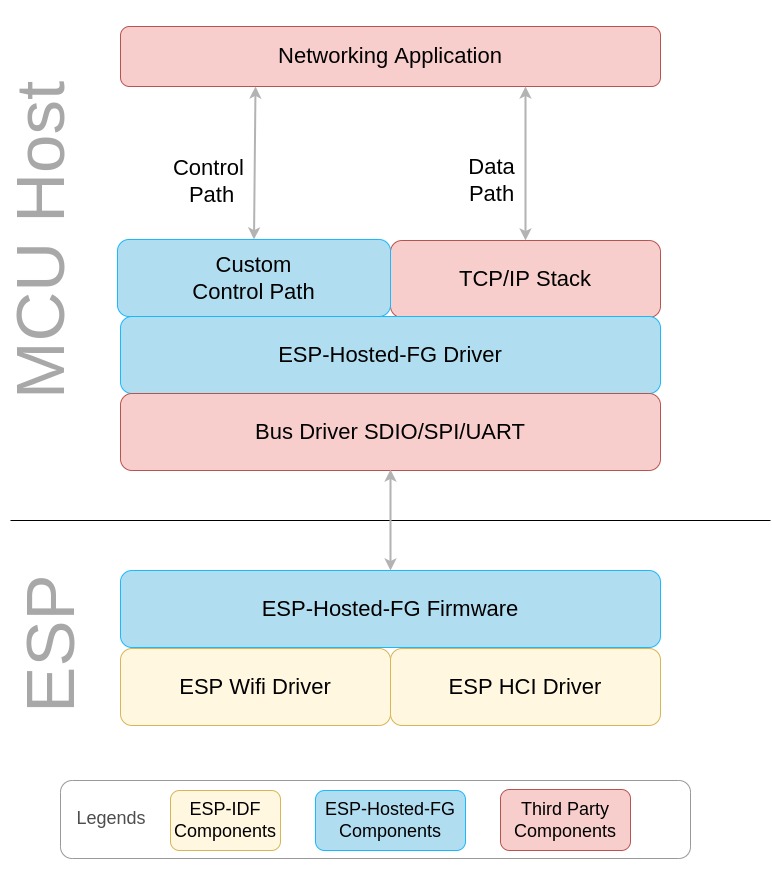 MCU Host
Networking Application
Control
Path
Data
Path
Custom
Control Path
TCP/IP Stack
ESP-Hosted-FG Driver
Bus Driver SDIO/SPI/UART
ESP
ESP-Hosted-FG Firmware
ESP Wifi Driver
ESP HCI Driver
Legends
ESP-IDF
Components
ESP-Hosted-FG
Components
Third Party
Components